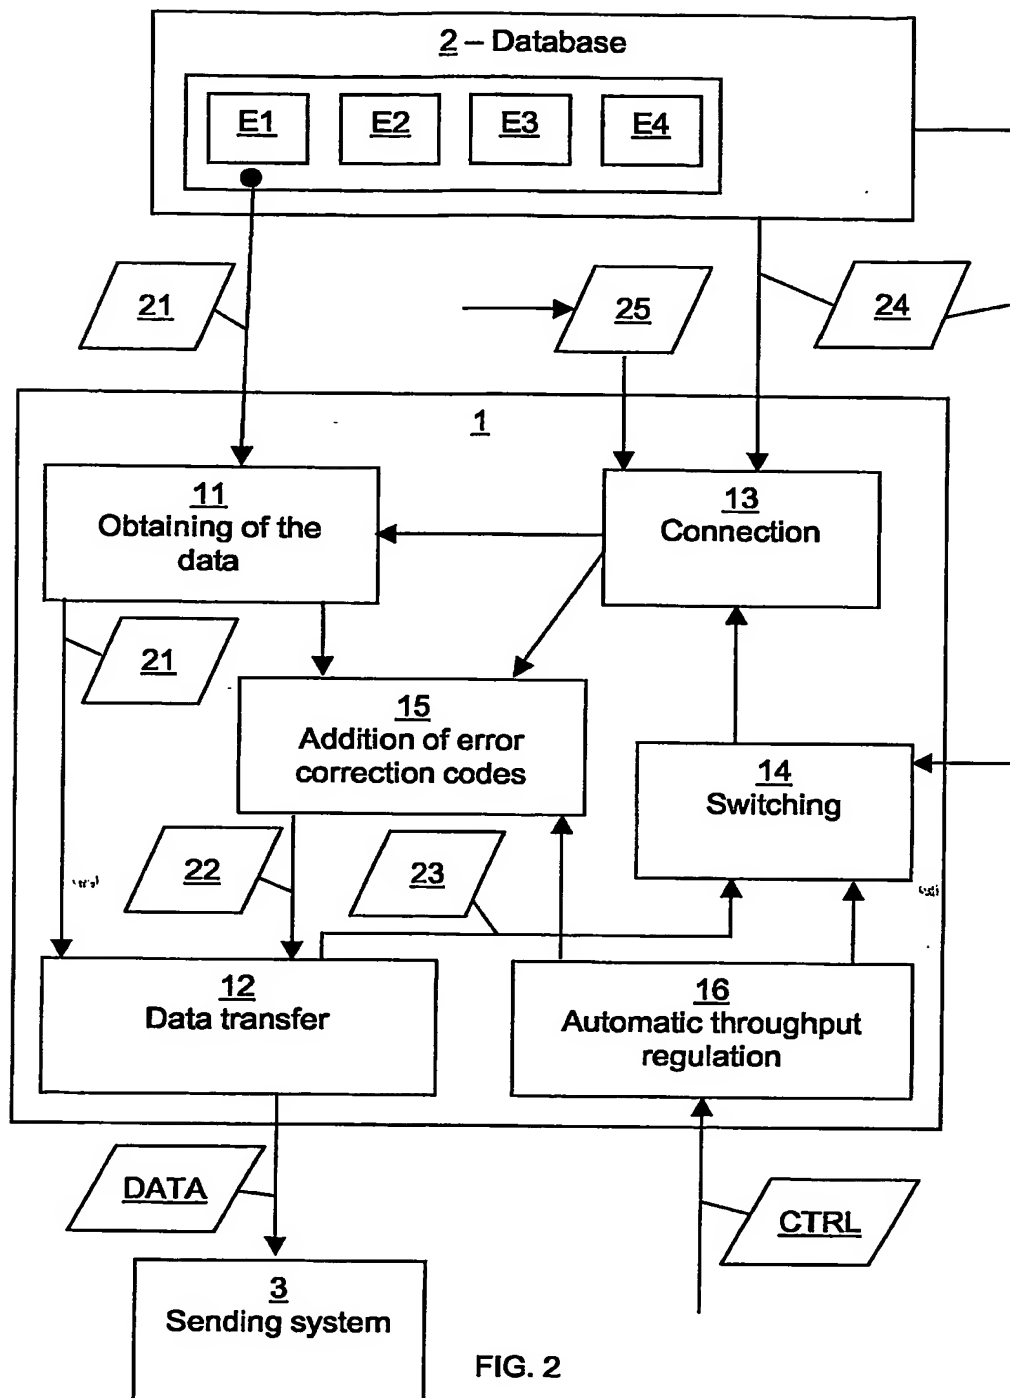 2 – Database
E1
E2
E3
E4
21
25
24
1
11
Obtaining of the
data
13
Connection
21
15
Addition of error
correction codes
14
Switching
22
23
12
Data transfer
16
Automatic throughput
regulation
DATA
CTRL
3
Sending system
FIG. 2